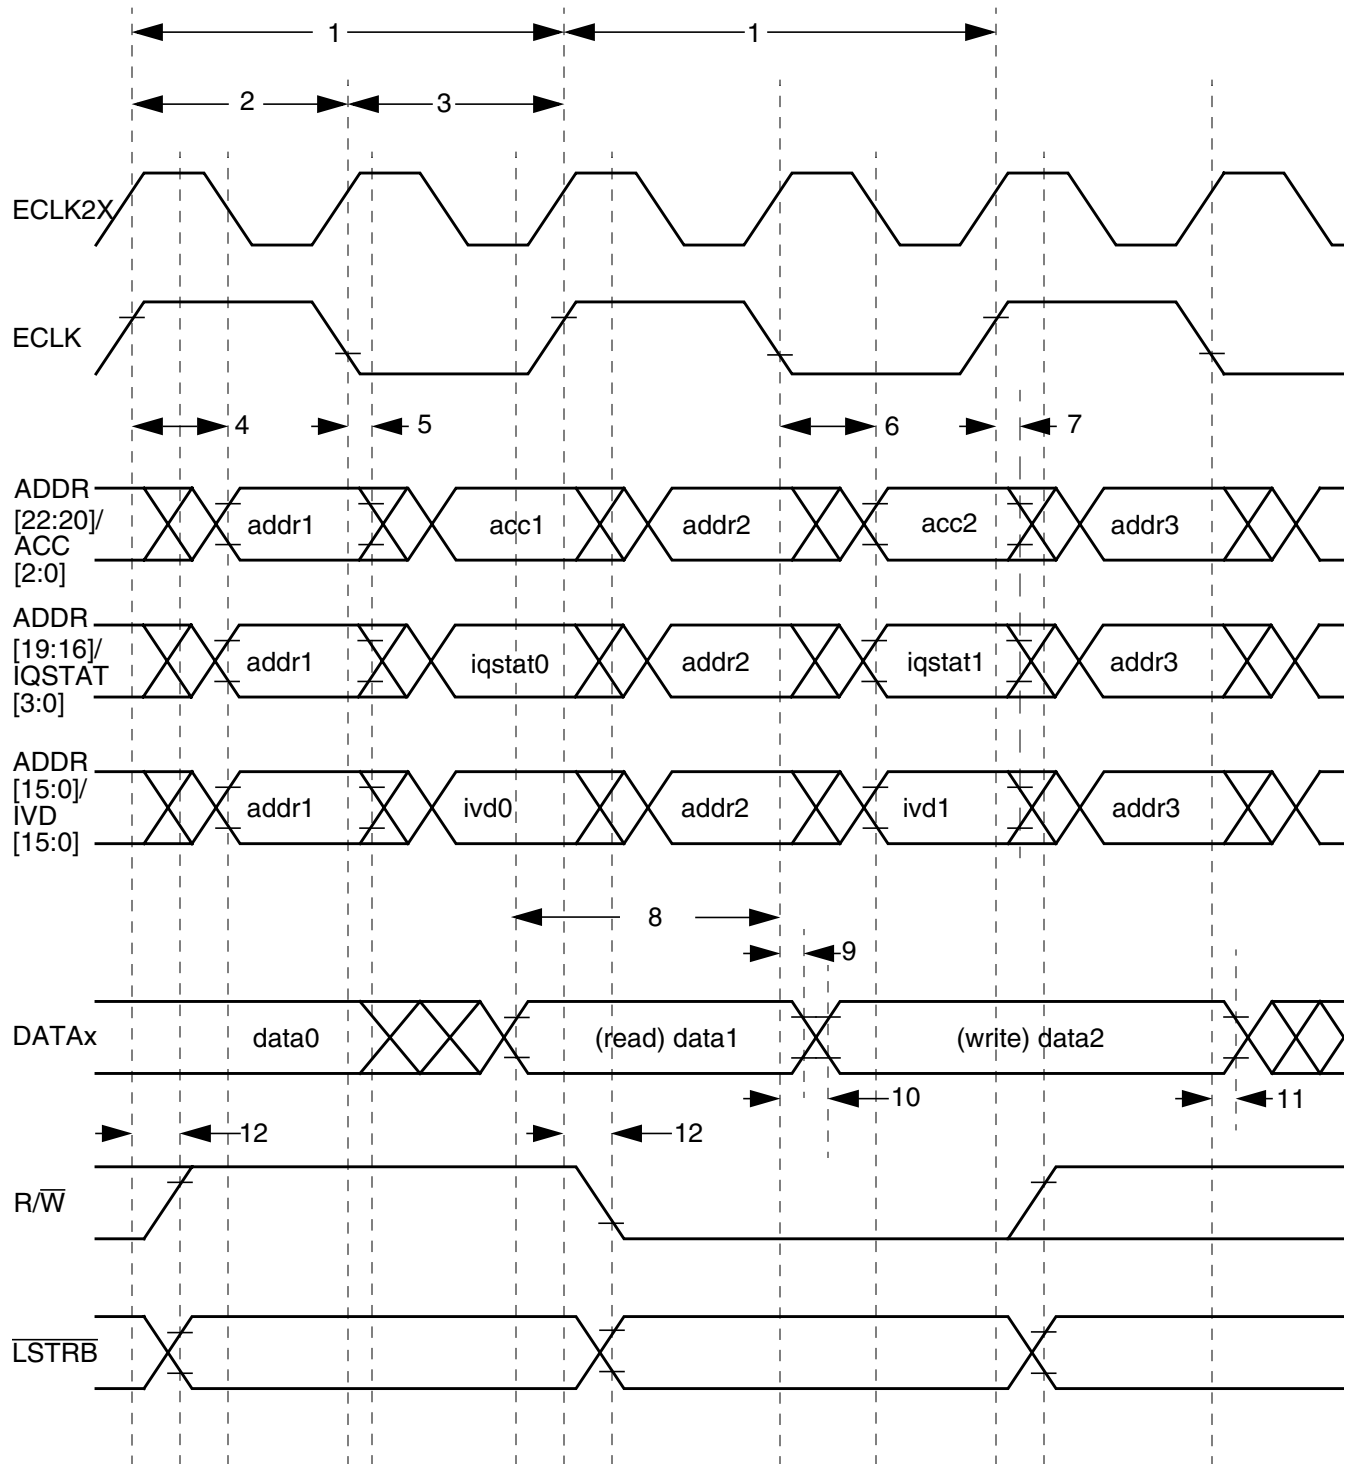 1 1
2 3
ECLK2X
ECLK
4 5 6 7
ADDR
[22:20]/ addr1 acc1 addr2 acc2 addr3
ACC
[2:0]
ADDR
[19:16]/ addr1 iqstat0 addr2 iqstat1 addr3
IQSTAT
[3:0]
ADDR
[15:0]/
IVD addr1 ivd0 addr2 ivd1 addr3
[15:0]
8
9
DATAx data0 (read) data1 (write) data2
10 11
12 12
R/W̅
L̅S̅T̅R̅B̅